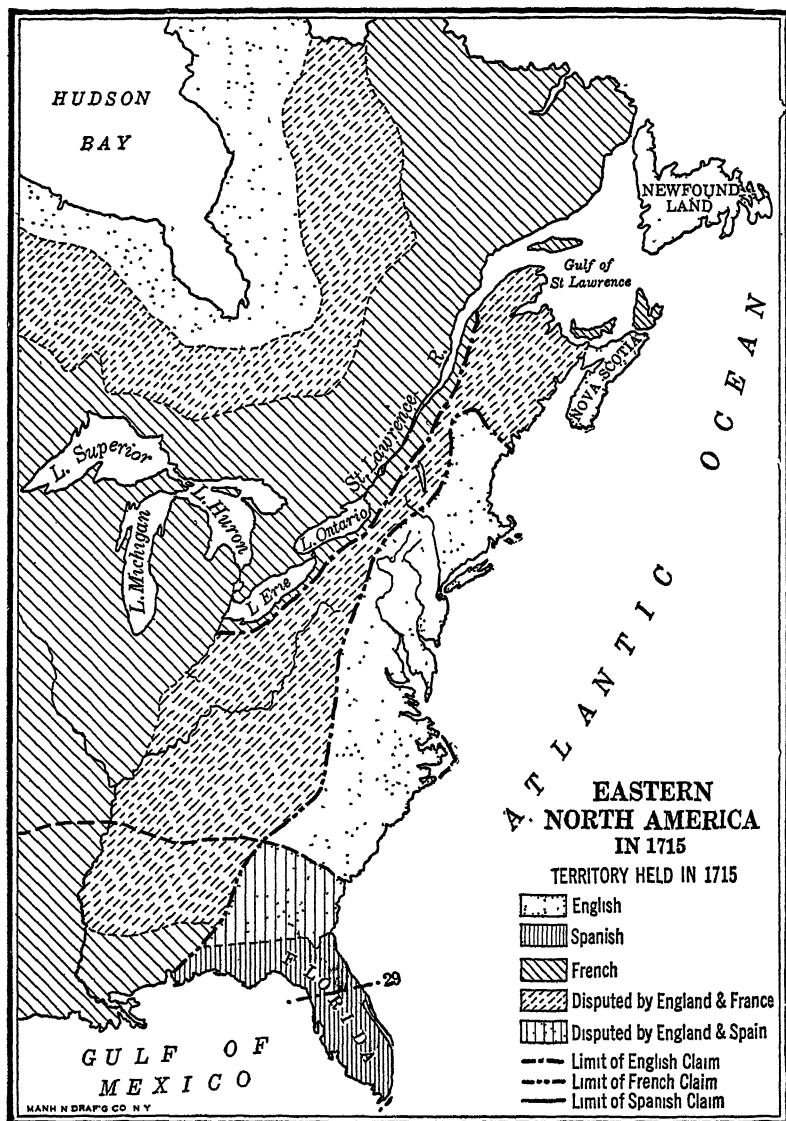 HUDSON
BAY
NEWFOUND
LAND
Gulf of
St Lawrence
NOVA SCOTIA
St. Lawrence R.
L. Superior
L. Huron
L. Michigan
L. Ontario
L. Erie
ATLANTIC OCEAN
EASTERN
NORTH AMERICA
IN 1715
TERRITORY HELD IN 1715
English
Spanish
French
Disputed by England & France
Disputed by England & Spain
Limit of English Claim
Limit of French Claim
Limit of Spanish Claim
FLORIDA
29
GULF OF
MEXICO
MANH N DRAF'G CO N Y